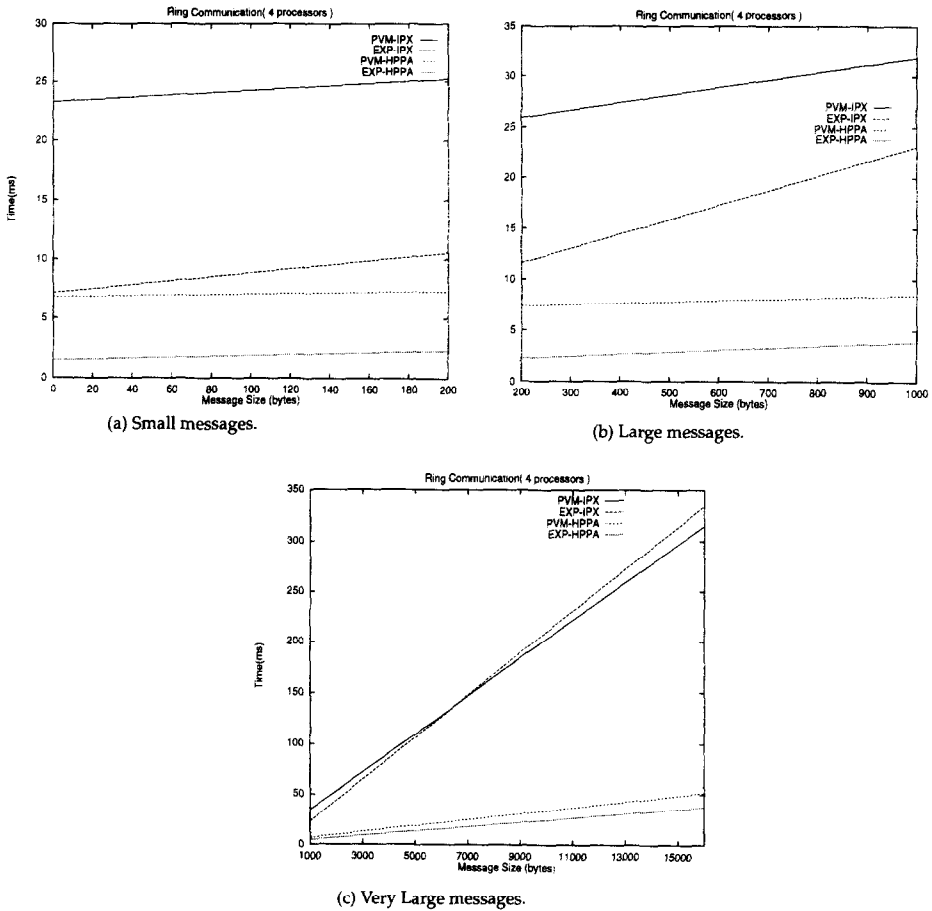 Ring Communication( 4 processors )
30
25
20
15
10
5
0
Time(ms)
PVM-IPX
EXP-IPX
PVM-HPPA
EXP-HPPA
0 20 40 60 80 100 120 140 160 180 200
Message Size (bytes)
(a) Small messages.
Ring Communication( 4 processors )
35
30
25
20
15
10
5
0
PVM-IPX
EXP-IPX
PVM-HPPA
EXP-HPPA
200 300 400 500 600 700 800 900 1000
Message Size (bytes)
(b) Large messages.
Ring Communication( 4 processors )
350
300
250
200
150
100
50
0
Time(ms)
PVM-IPX
EXP-IPX
PVM-HPPA
EXP-HPPA
1000 3000 5000 7000 9000 11000 13000 15000
Message Size (bytes)
(c) Very Large messages.